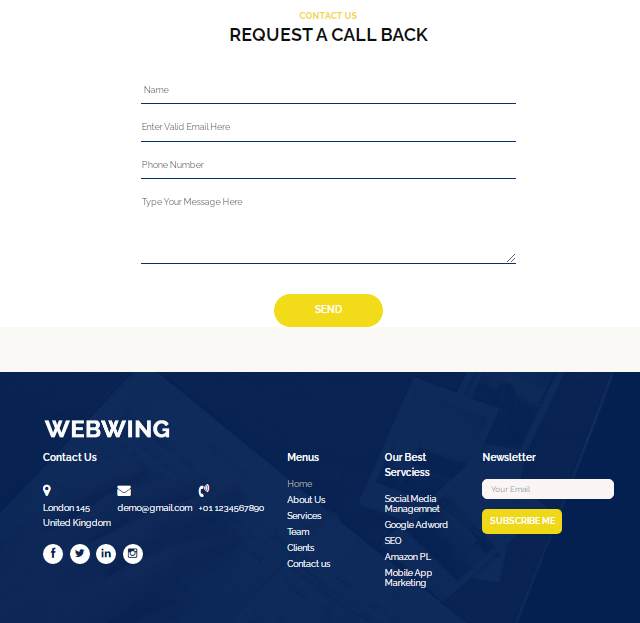 CONTACT US
REQUEST A CALL BACK
Name
Enter Valid Email Here
Phone Number
Type Your Message Here
SEND
WEBWING
Contact Us
London 145
United Kingdom
demo@gmail.com
+01 1234567890
Menus
Home
About Us
Services
Team
Clients
Contact us
Our Best
Servciess
Social Media
Managemnet
Google Adword
SEO
Amazon PL
Mobile App
Marketing
Newsletter
Your Email
SUBSCRIBE ME